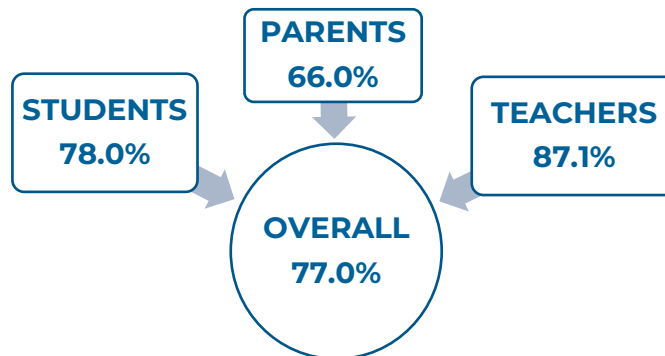 PARENTS
66.0%
STUDENTS
78.0%
TEACHERS
87.1%
OVERALL
77.0%